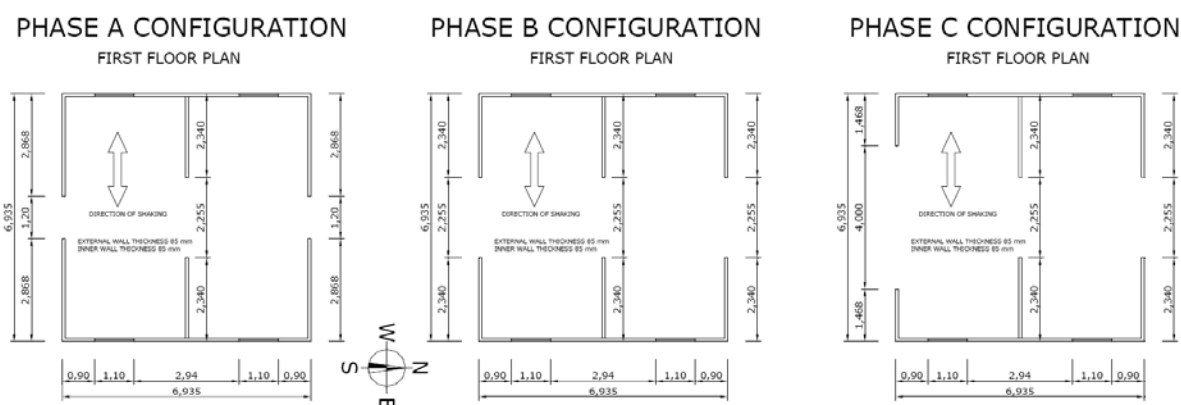 PHASE A CONFIGURATION
FIRST FLOOR PLAN
6,935
2,868
1,20
2,868
2,340
2,255
2,340
2,868
1,20
2,868
DIRECTION OF SHAKING
EXTERNAL WALL THICKNESS 85 mm
INNER WALL THICKNESS 85 mm
0,90 1,10 2,94 1,10 0,90
6,935
W
S N
E
PHASE B CONFIGURATION
FIRST FLOOR PLAN
6,935
2,340
2,255
2,340
2,340
2,255
2,340
2,340
2,255
2,340
DIRECTION OF SHAKING
EXTERNAL WALL THICKNESS 85 mm
INNER WALL THICKNESS 85 mm
0,90 1,10 2,94 1,10 0,90
6,935
PHASE C CONFIGURATION
FIRST FLOOR PLAN
6,935
1,468
4,000
1,468
2,340
2,255
2,340
2,340
2,255
2,340
DIRECTION OF SHAKING
EXTERNAL WALL THICKNESS 85 mm
INNER WALL THICKNESS 85 mm
0,90 1,10 2,94 1,10 0,90
6,935